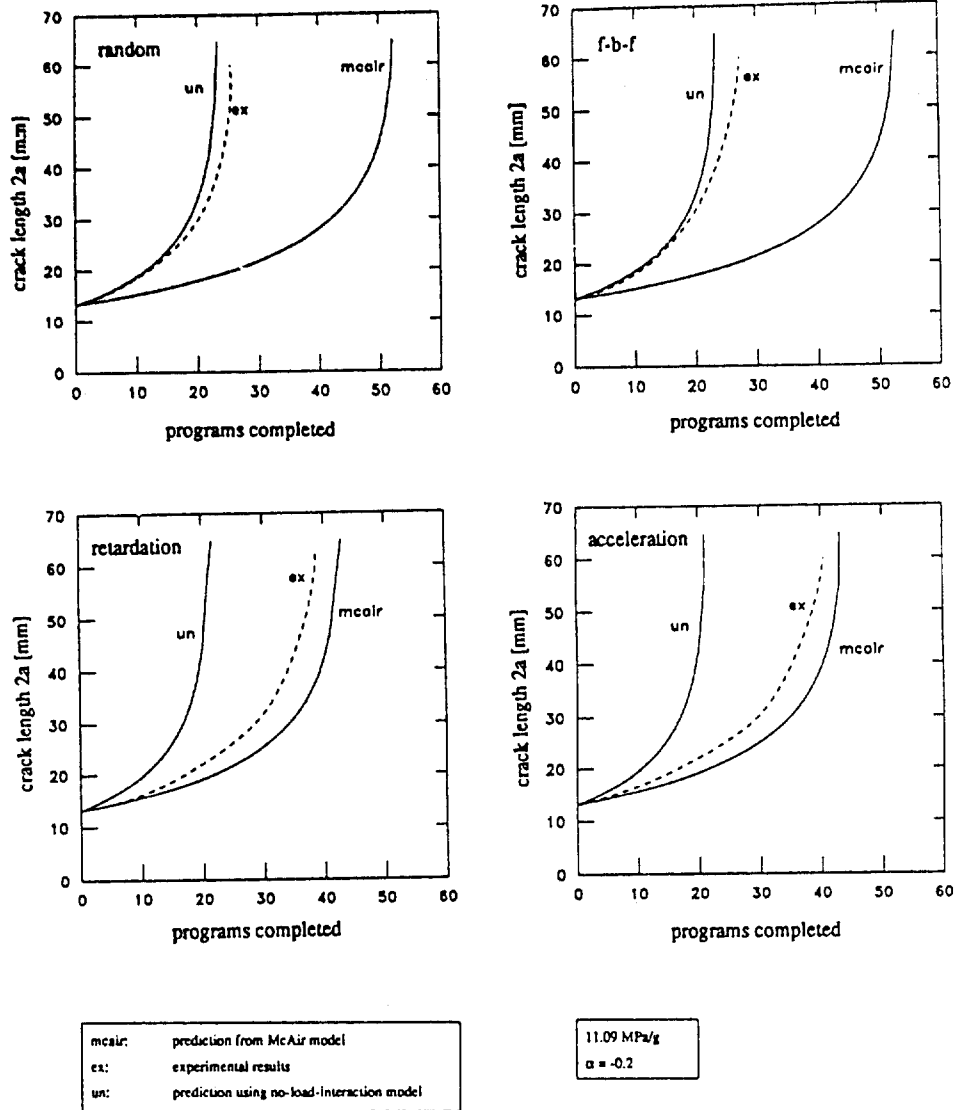 random
un
ex
mcair
crack length 2a [mm]
70
60
50
40
30
20
10
0
0 10 20 30 40 50 60
programs completed
f-b-f
un
ex
mcair
crack length 2a [mm]
70
60
50
40
30
20
10
0
0 10 20 30 40 50 60
programs completed
retardation
un
ex
mcair
crack length 2a [mm]
70
60
50
40
30
20
10
0
0 10 20 30 40 50 60
programs completed
acceleration
un
ex
mcair
crack length 2a [mm]
70
60
50
40
30
20
10
0
0 10 20 30 40 50 60
programs completed
mcair: prediction from McAir model
ex: experimental results
un: prediction using no-load-interaction model
11.09 MPa/g
α = -0.2